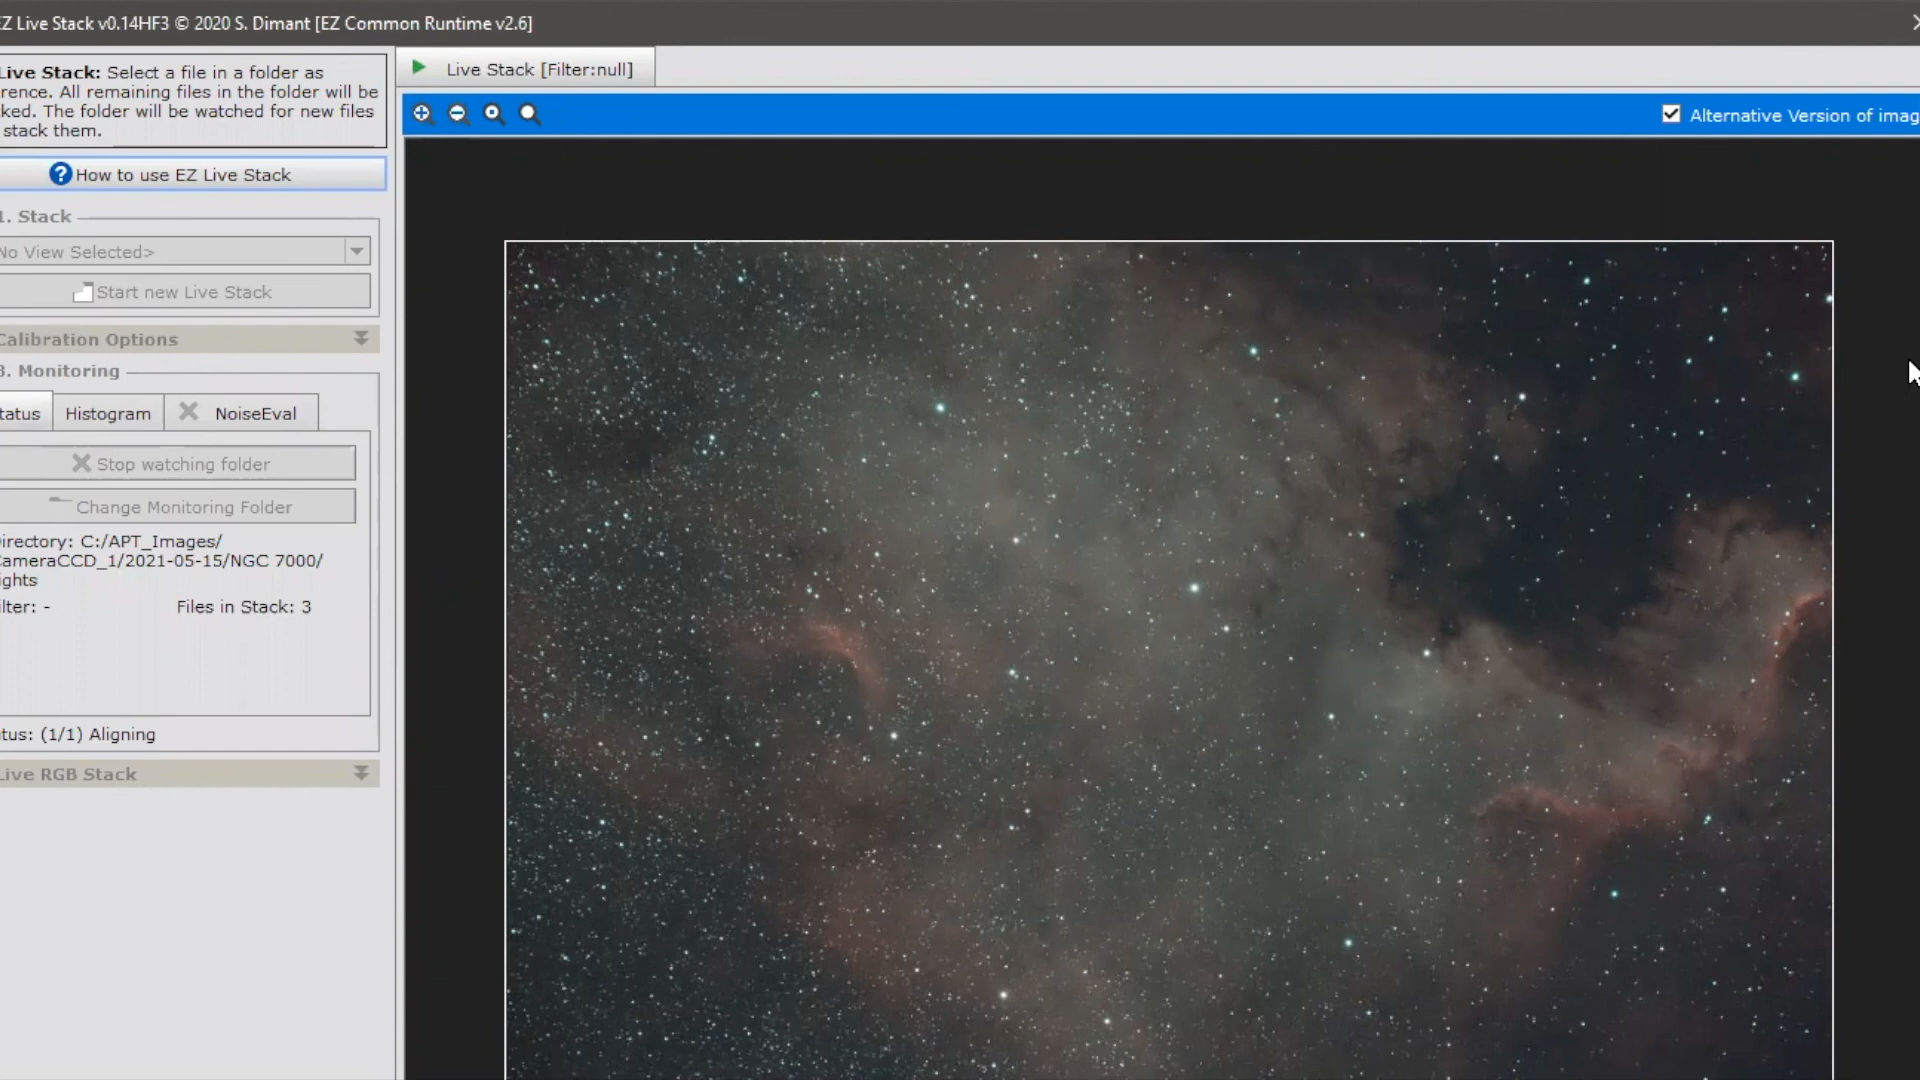 EZ Live Stack v0.14HF3 © 2020 S. Dimant [EZ Common Runtime v2.6]
Live Stack: Select a file in a folder as
rence. All remaining files in the folder will be
ked. The folder will be watched for new files
stack them.
How to use EZ Live Stack
1. Stack
No View Selected>
Start new Live Stack
Calibration Options
3. Monitoring
tatus
Histogram
NoiseEval
Stop watching folder
Change Monitoring Folder
irectory: C:/APT_Images/
CameraCCD_1/2021-05-15/NGC 7000/
ights
ilter: -
Files in Stack: 3
tus: (1/1) Aligning
Live RGB Stack
Live Stack [Filter:null]
Alternative Version of imag